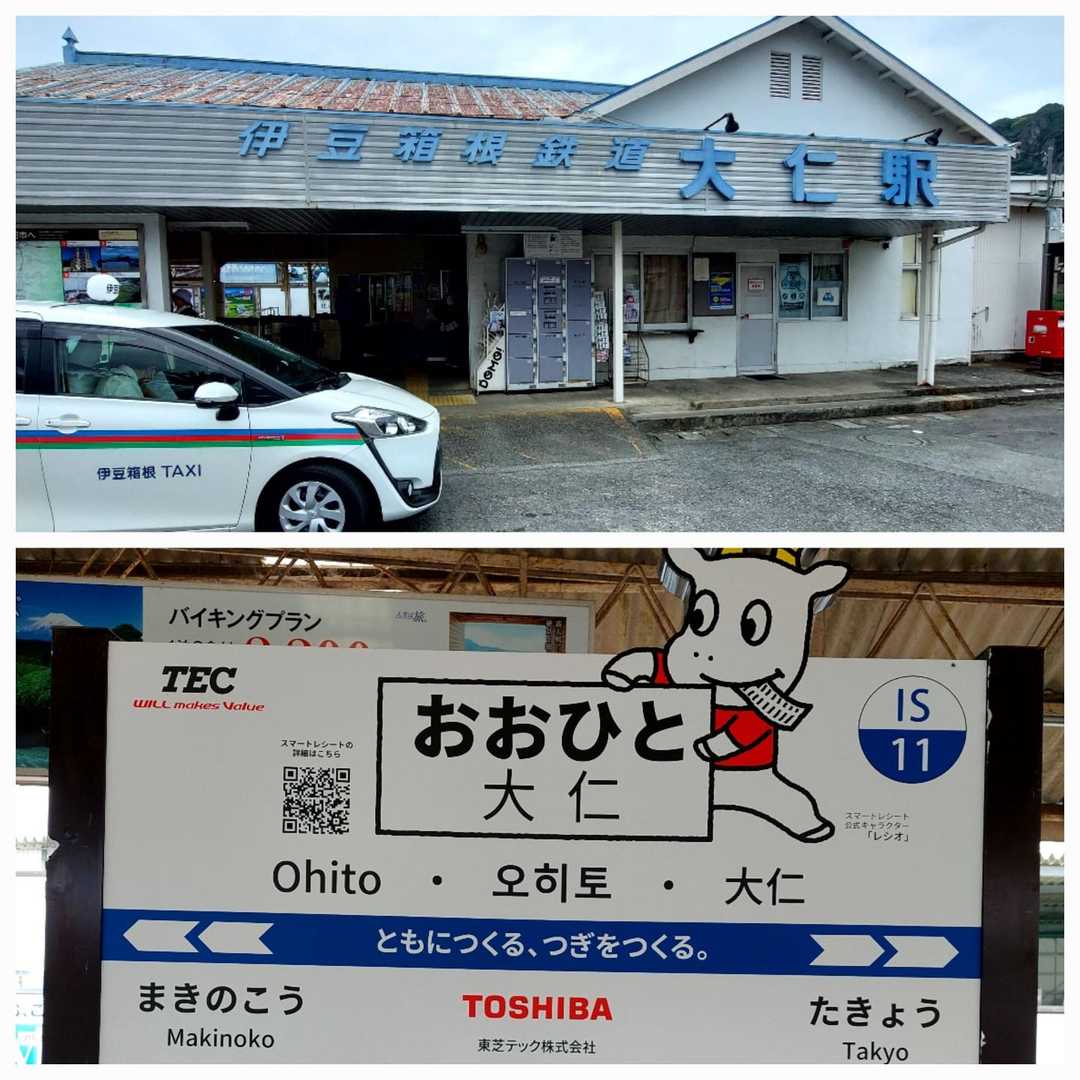 伊豆箱根鉄道 大仁駅
伊豆
伊豆箱根 TAXI
バイキングプラン
TEC
WILL makes Value
スマートレシートの
詳細はこちら
おおひと
大仁
IS
11
スマートレシート
公式キャラクター
「レシオ」
Ohito ・ 오히토 ・ 大仁
ともにつくる、つぎをつくる。
まきのこう
Makinoko
TOSHIBA
東芝テック株式会社
たきょう
Takyo